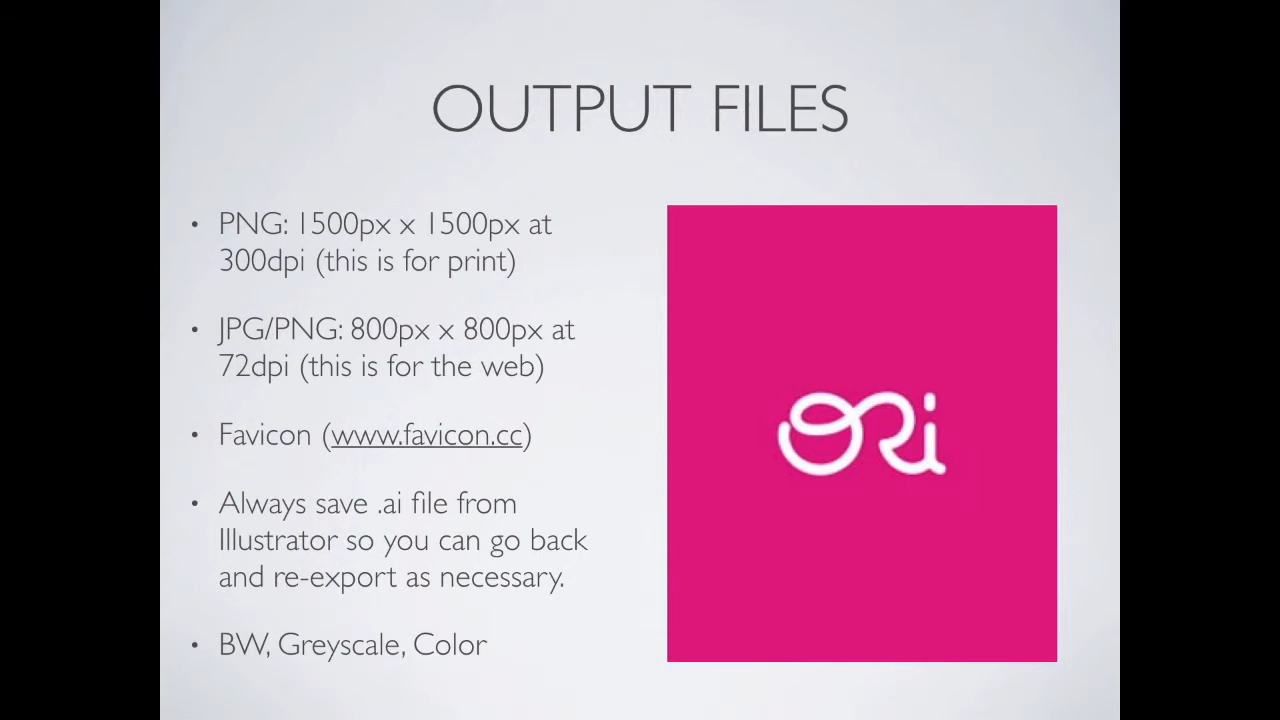 OUTPUT FILES
• PNG: 1500px x 1500px at
300dpi (this is for print)
• JPG/PNG: 800px x 800px at
72dpi (this is for the web)
• Favicon (www.favicon.cc)
• Always save .ai file from
Illustrator so you can go back
and re-export as necessary.
• BW, Greyscale, Color
ORi